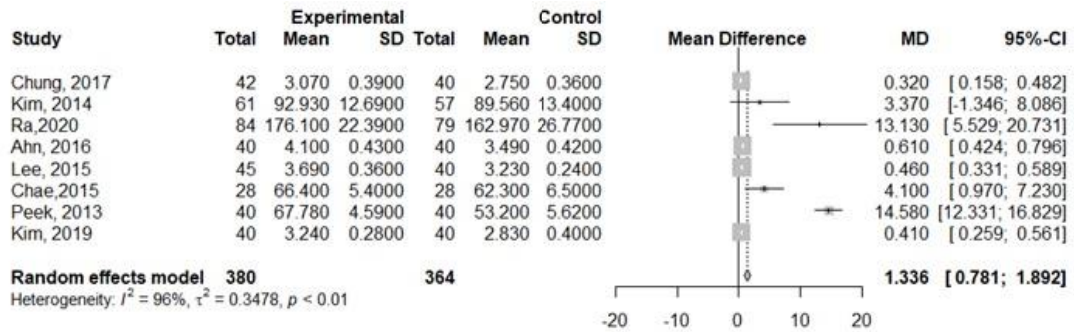 Experimental Control
Study Total Mean SD Total Mean SD Mean Difference MD 95%-CI
Chung, 2017 42 3.070 0.3900 40 2.750 0.3600 0.320 [ 0.158; 0.482]
Kim, 2014 61 92.930 12.6900 57 89.560 13.4000 3.370 [-1.346; 8.086]
Ra,2020 84 176.100 22.3900 79 162.970 26.7700 13.130 [ 5.529; 20.731]
Ahn, 2016 40 4.100 0.4300 40 3.490 0.4200 0.610 [ 0.424; 0.796]
Lee, 2015 45 3.690 0.3600 40 3.230 0.2400 0.460 [ 0.331; 0.589]
Chae,2015 28 66.400 5.4000 28 62.300 6.5000 4.100 [ 0.970; 7.230]
Peek, 2013 40 67.780 4.5900 40 53.200 5.6200 14.580 [12.331; 16.829]
Kim, 2019 40 3.240 0.2800 40 2.830 0.4000 0.410 [ 0.259; 0.561]
Random effects model 380 364 1.336 [ 0.781; 1.892]
Heterogeneity: I² = 96%, τ² = 0.3478, p < 0.01
-20 -10 0 10 20